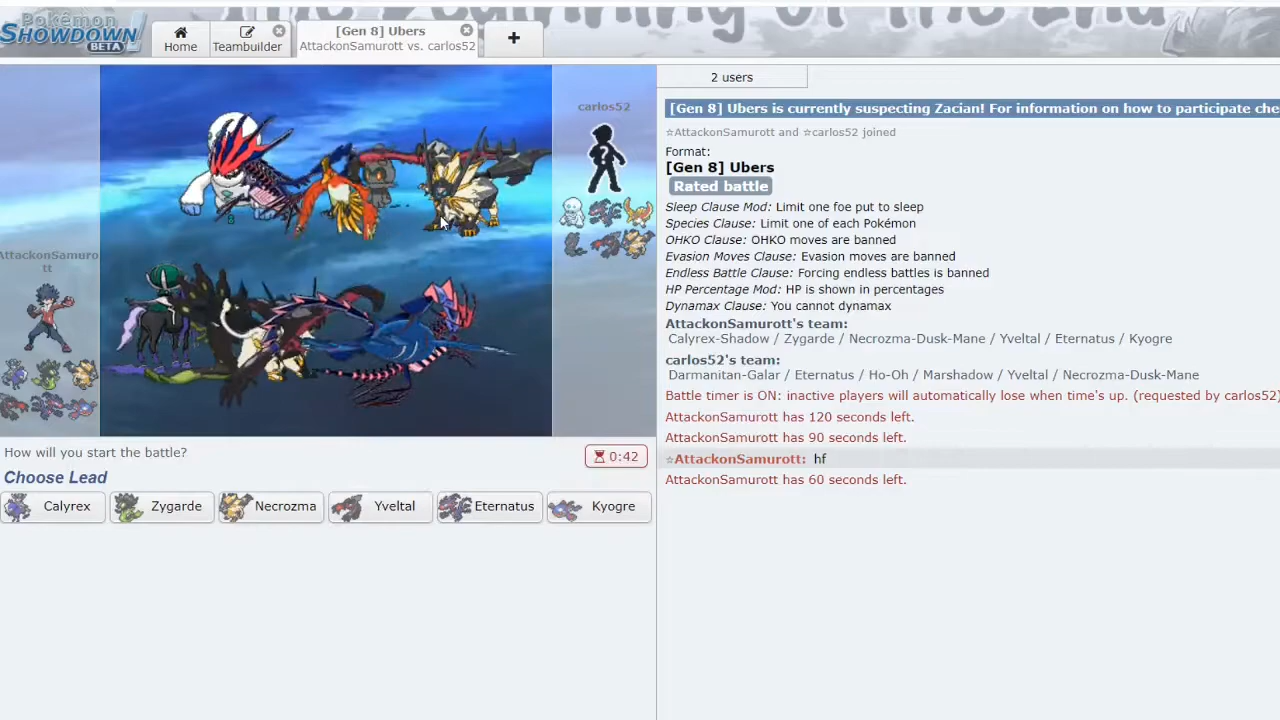 The Beginning of the End
Pokémon
SHOWDOWN
BETA
Home
Teambuilder
[Gen 8] Ubers
AttackonSamurott vs. carlos52
+
2 users
[Gen 8] Ubers is currently suspecting Zacian! For information on how to participate che
☆AttackonSamurott and ☆carlos52 joined
Format:
[Gen 8] Ubers
Rated battle
Sleep Clause Mod: Limit one foe put to sleep
Species Clause: Limit one of each Pokémon
OHKO Clause: OHKO moves are banned
Evasion Moves Clause: Evasion moves are banned
Endless Battle Clause: Forcing endless battles is banned
HP Percentage Mod: HP is shown in percentages
Dynamax Clause: You cannot dynamax
AttackonSamurott's team:
Calyrex-Shadow / Zygarde / Necrozma-Dusk-Mane / Yveltal / Eternatus / Kyogre
carlos52's team:
Darmanitan-Galar / Eternatus / Ho-Oh / Marshadow / Yveltal / Necrozma-Dusk-Mane
Battle timer is ON: inactive players will automatically lose when time's up. (requested by carlos52)
AttackonSamurott has 120 seconds left.
AttackonSamurott has 90 seconds left.
☆AttackonSamurott: hf
AttackonSamurott has 60 seconds left.
carlos52
?
AttackonSamuro
tt
How will you start the battle?
0:42
Choose Lead
Calyrex
Zygarde
Necrozma
Yveltal
Eternatus
Kyogre